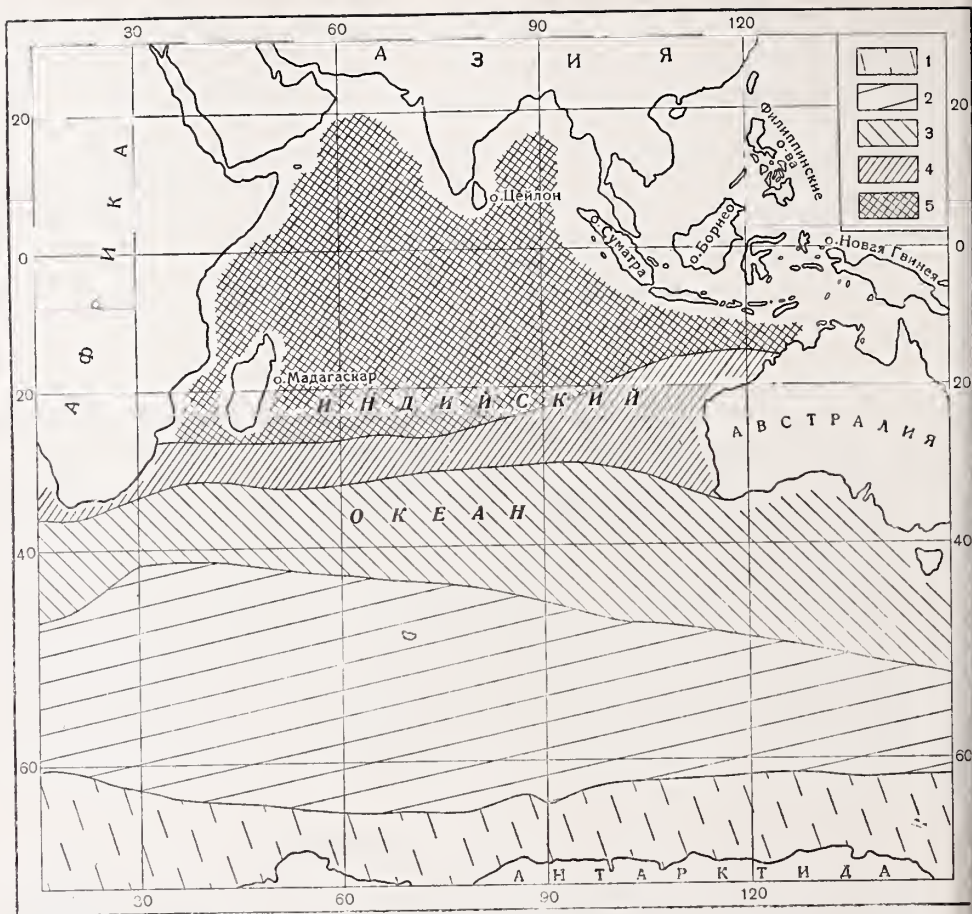 60 90 120
А З И Я
30
1
2
3
4
5
20 20
Филиппинские
о-ва
о.Цейлон
о.Суматра
о.Борнео
о.Новая Гвинея
0 0
А Ф Р И К А
о.Мадагаскар
20 20
И Н Д И Й С К И Й
А В С Т Р А Л И Я
О К Е А Н
40 40
60 60
А Н Т А Р К Т И Д А
30 60 90 120